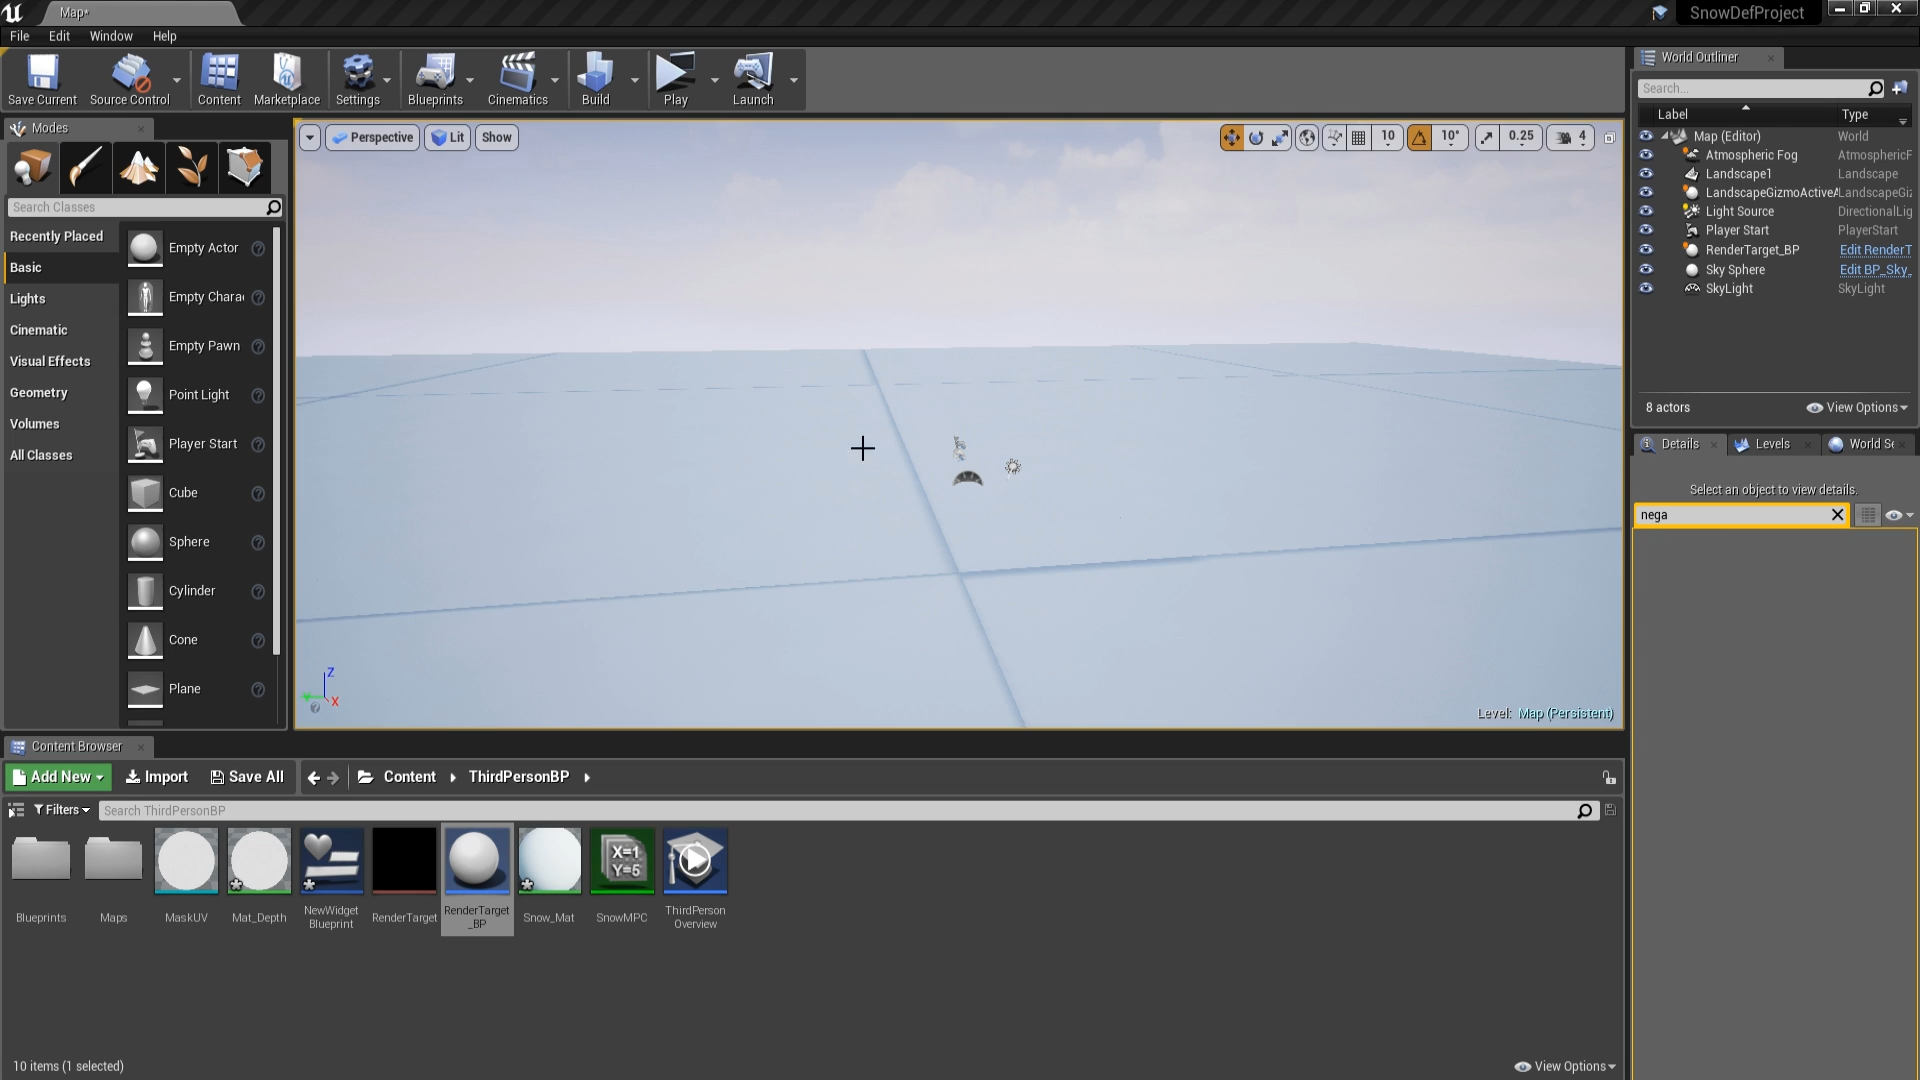 Map*
SnowDefProject
File Edit Window Help
Save Current
Source Control
Content
Marketplace
Settings
Blueprints
Cinematics
Build
Play
Launch
Modes
Search Classes
Recently Placed
Basic
Lights
Cinematic
Visual Effects
Geometry
Volumes
All Classes
Empty Actor
Empty Chara
Empty Pawn
Point Light
Player Start
Cube
Sphere
Cylinder
Cone
Plane
Perspective
Lit
Show
10
10°
0.25
4
Z
X
Level: Map (Persistent)
World Outliner
Search...
Label Type
Map (Editor) World
Atmospheric Fog AtmosphericF
Landscape1 Landscape
LandscapeGizmoActiveA LandscapeGiz
Light Source DirectionalLig
Player Start PlayerStart
RenderTarget_BP Edit RenderT
Sky Sphere Edit BP_Sky_
SkyLight SkyLight
8 actors
View Options
Details
Levels
World Se
Select an object to view details.
nega
Content Browser
Add New
Import
Save All
Content
ThirdPersonBP
Filters
Search ThirdPersonBP
Blueprints
Maps
MaskUV
Mat_Depth
NewWidget
Blueprint
RenderTarget
RenderTarget
_BP
Snow_Mat
X=1
Y=5
SnowMPC
ThirdPerson
Overview
10 items (1 selected)
View Options